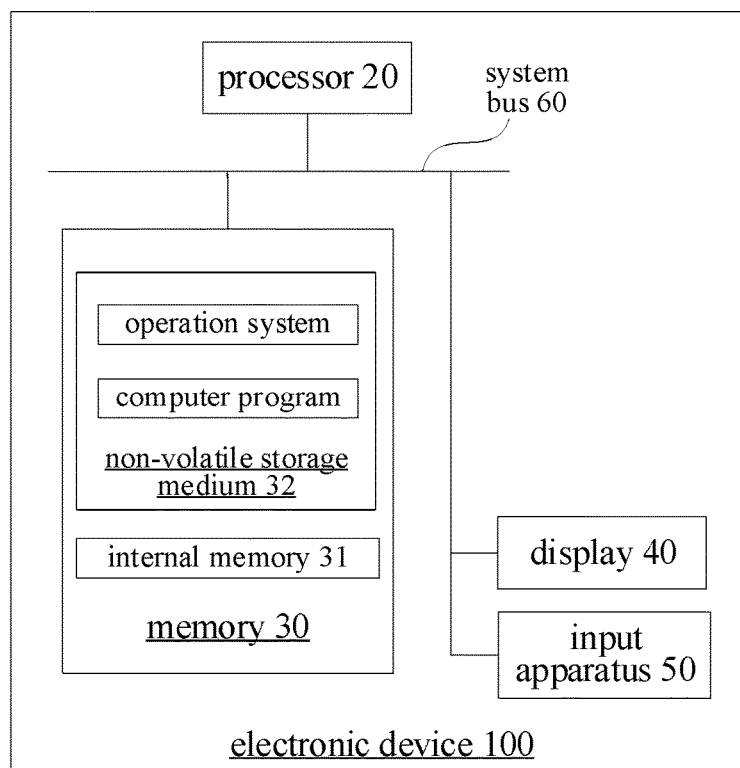 processor 20
system
bus 60
operation system
computer program
non-volatile storage
medium 32
internal memory 31
memory 30
display 40
input
apparatus 50
electronic device 100